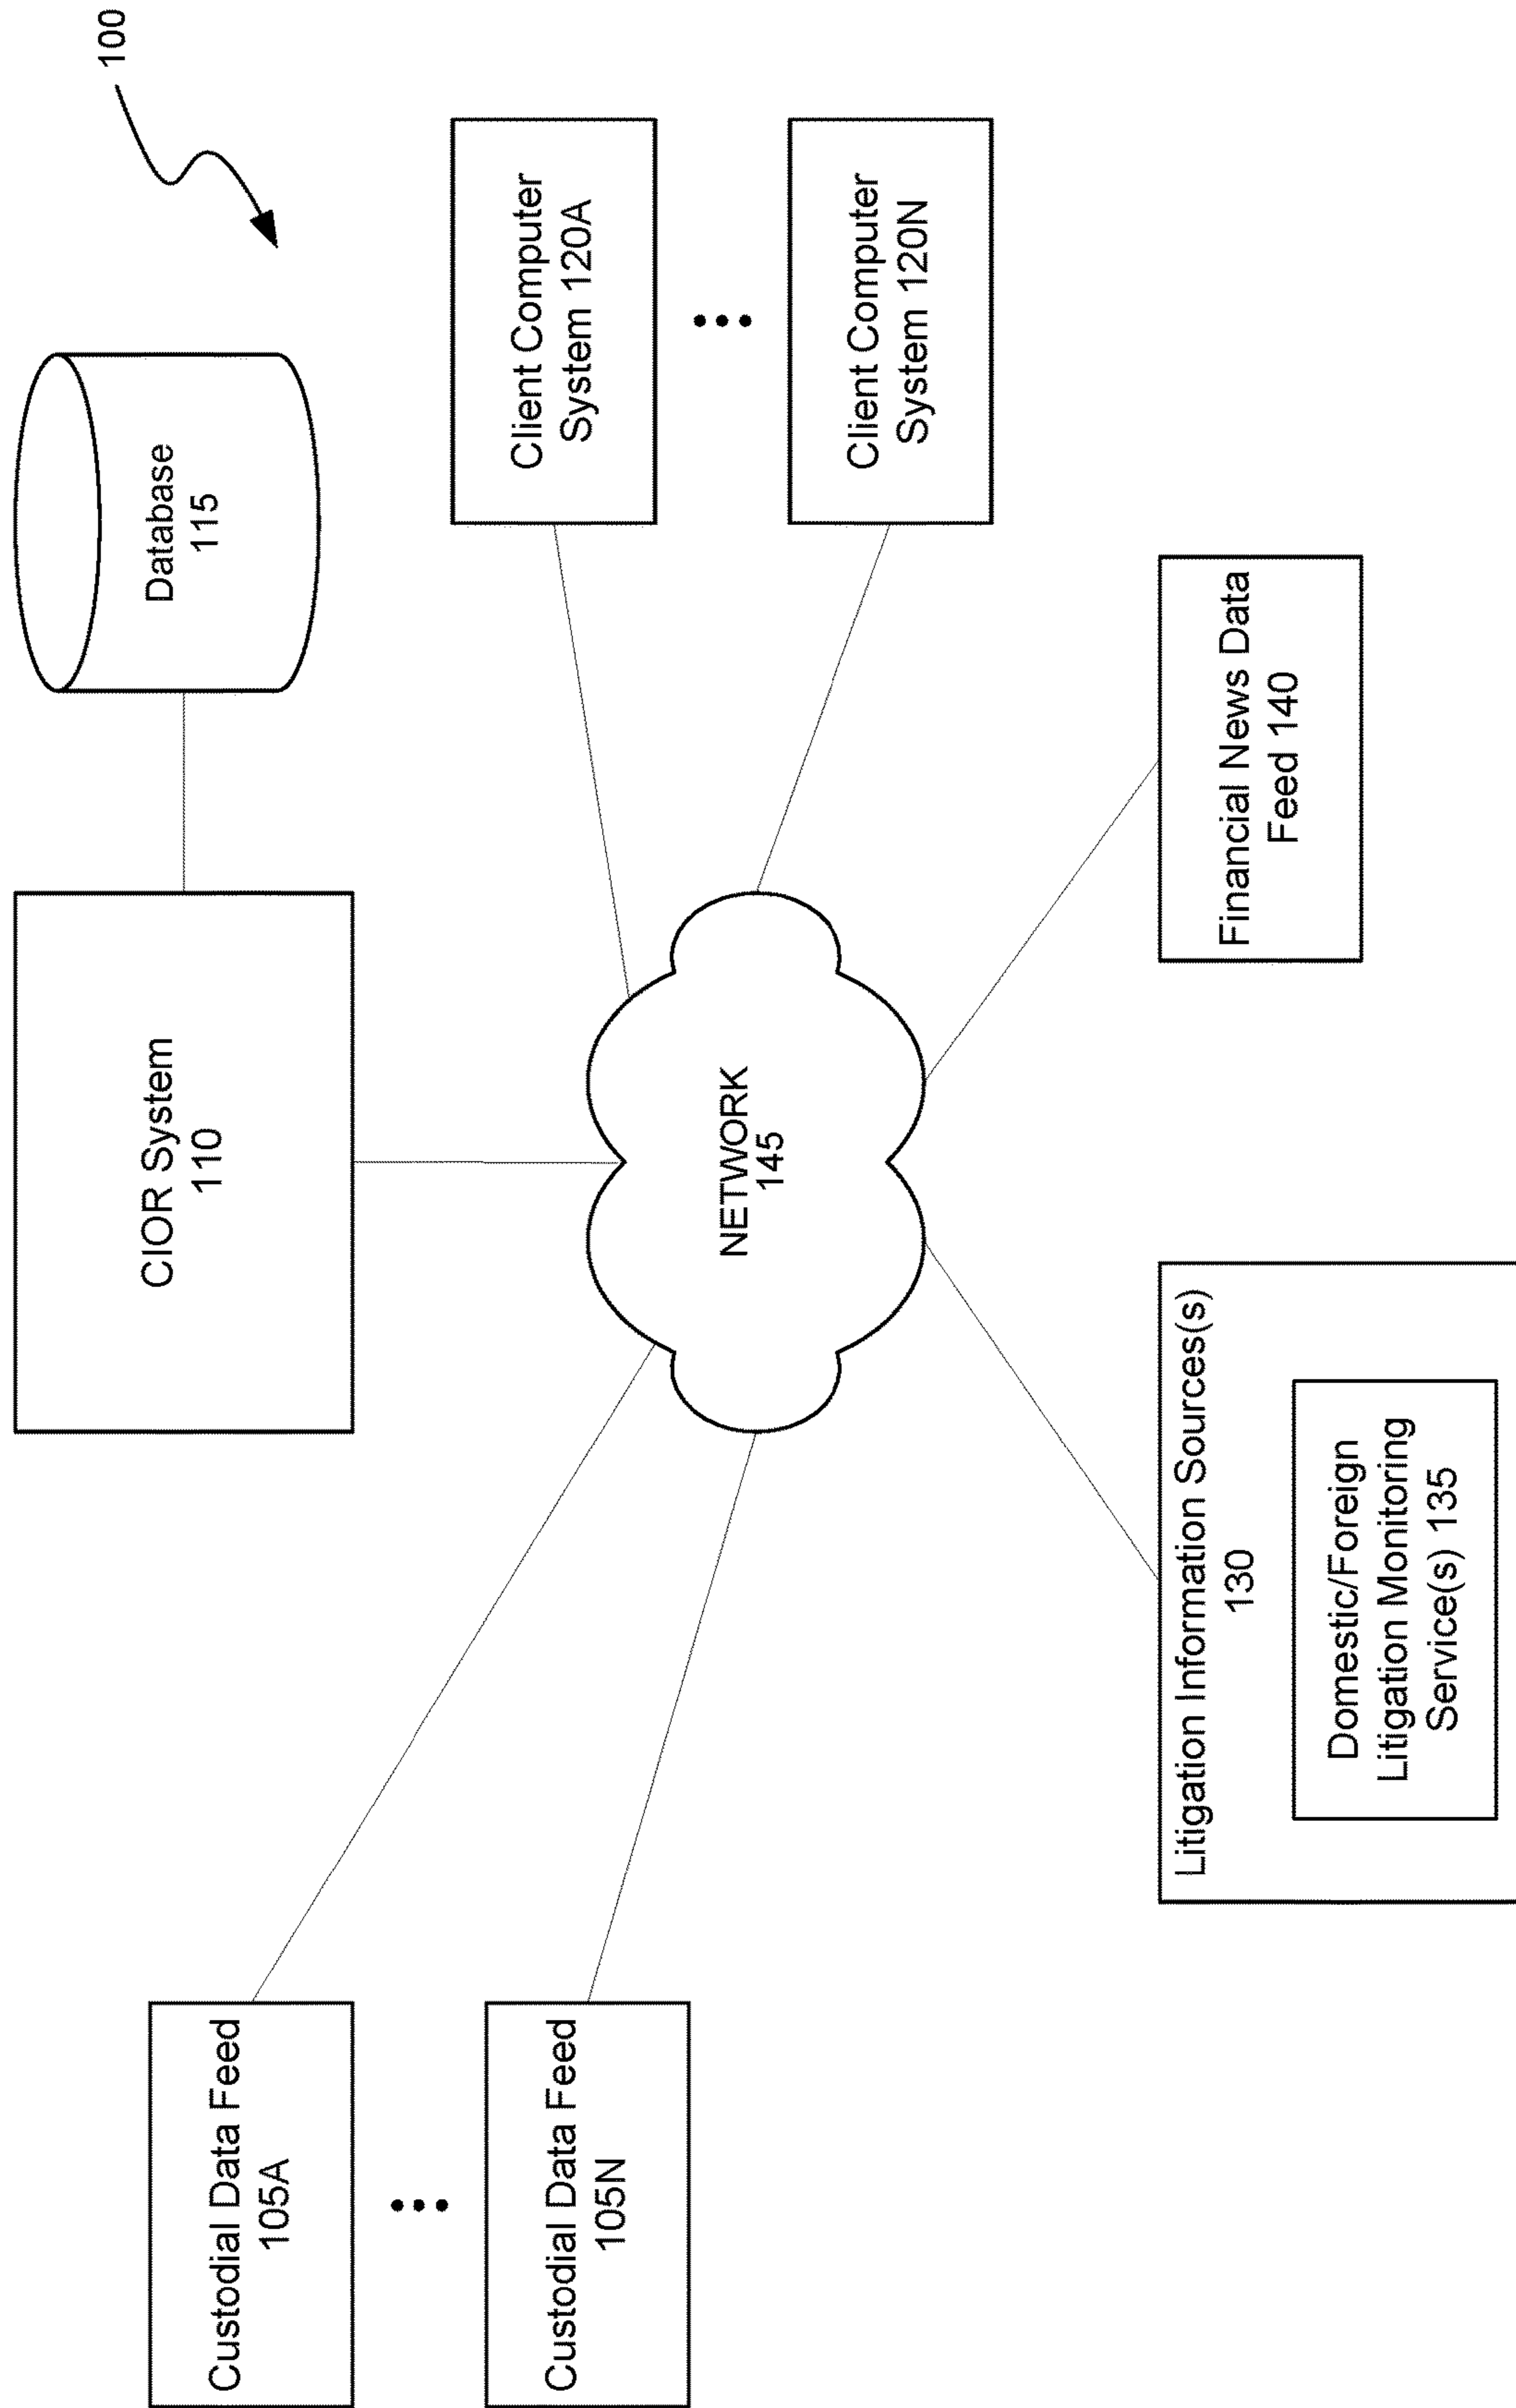 100
CIOR System
110
Database
115
Custodial Data Feed
105A
Custodial Data Feed
105N
Client Computer
System 120A
Client Computer
System 120N
NETWORK
145
Litigation Information Sources(s)
130
Domestic/Foreign
Litigation Monitoring
Service(s) 135
Financial News Data
Feed 140